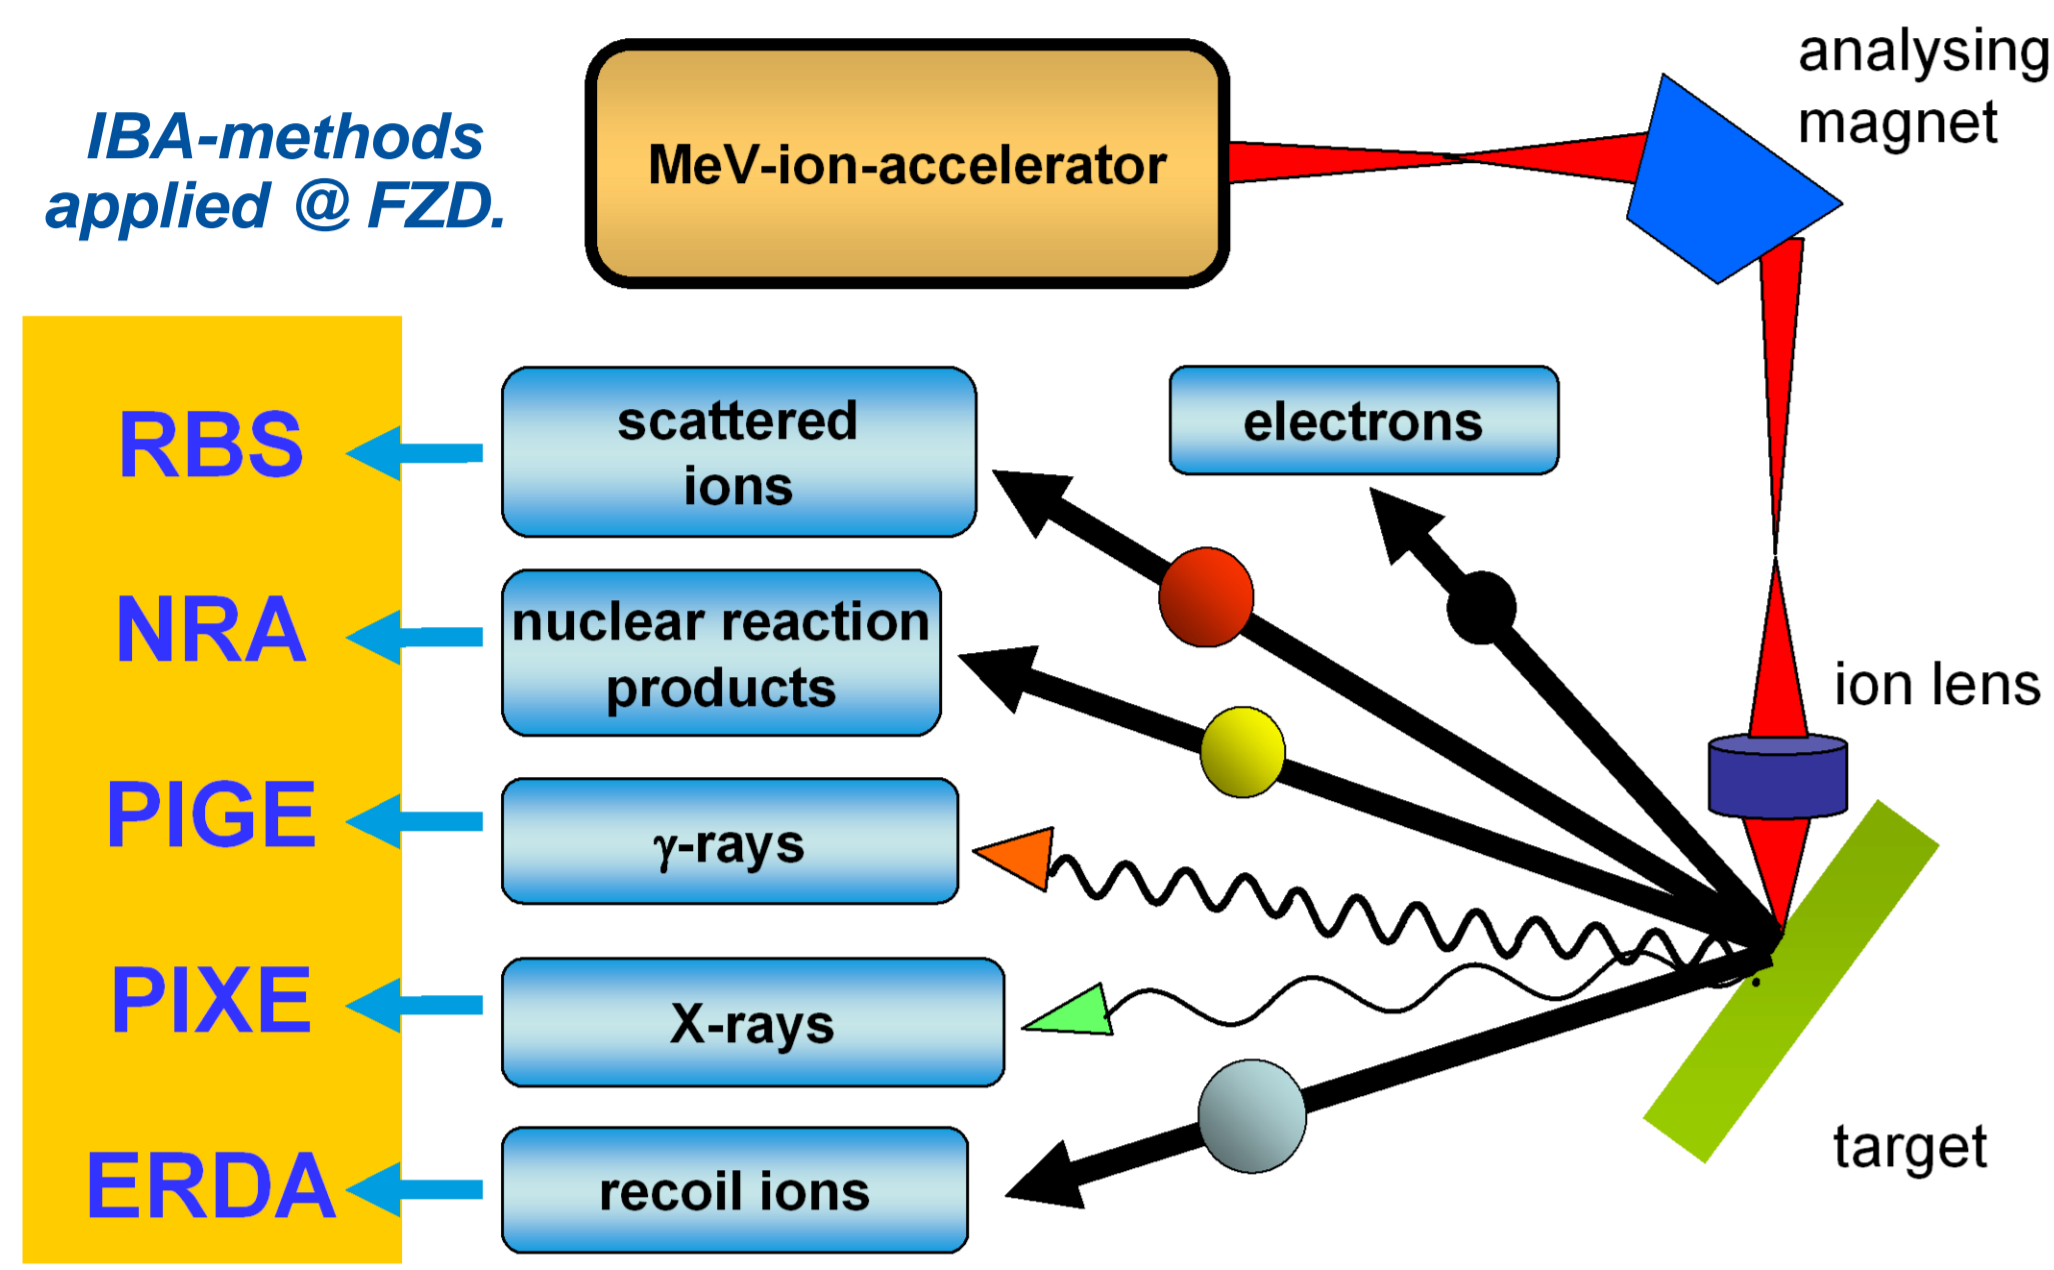 IBA-methods
applied @ FZD.
MeV-ion-accelerator
analysing
magnet
RBS
scattered
ions
electrons
NRA
nuclear reaction
products
ion lens
PIGE
γ-rays
PIXE
X-rays
ERDA
recoil ions
target